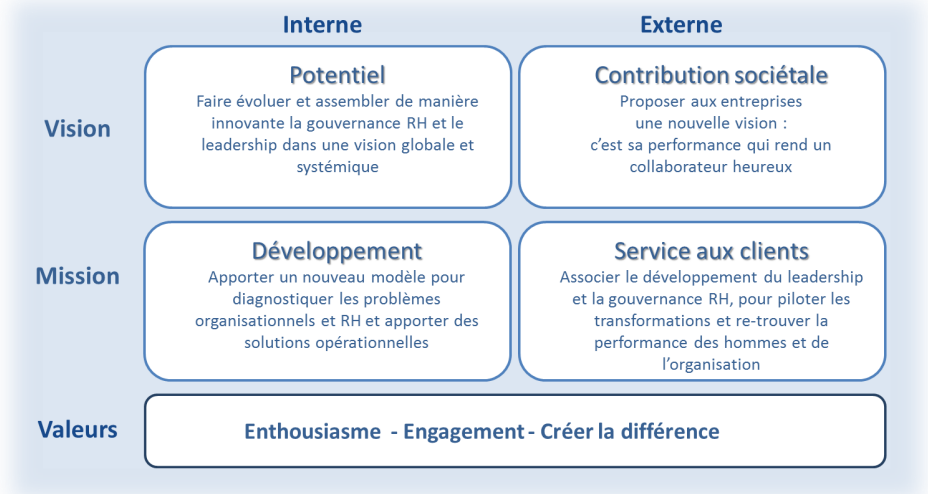 Interne
Externe
Vision
Potentiel
Faire évoluer et assembler de manière
innovante la gouvernance RH et le
leadership dans une vision globale et
systémique
Contribution sociétale
Proposer aux entreprises
une nouvelle vision :
c’est sa performance qui rend un
collaborateur heureux
Mission
Développement
Apporter un nouveau modèle pour
diagnostiquer les problèmes
organisationnels et RH et apporter des
solutions opérationnelles
Service aux clients
Associer le développement du leadership
et la gouvernance RH, pour piloter les
transformations et re-trouver la
performance des hommes et de
l’organisation
Valeurs
Enthousiasme - Engagement - Créer la différence